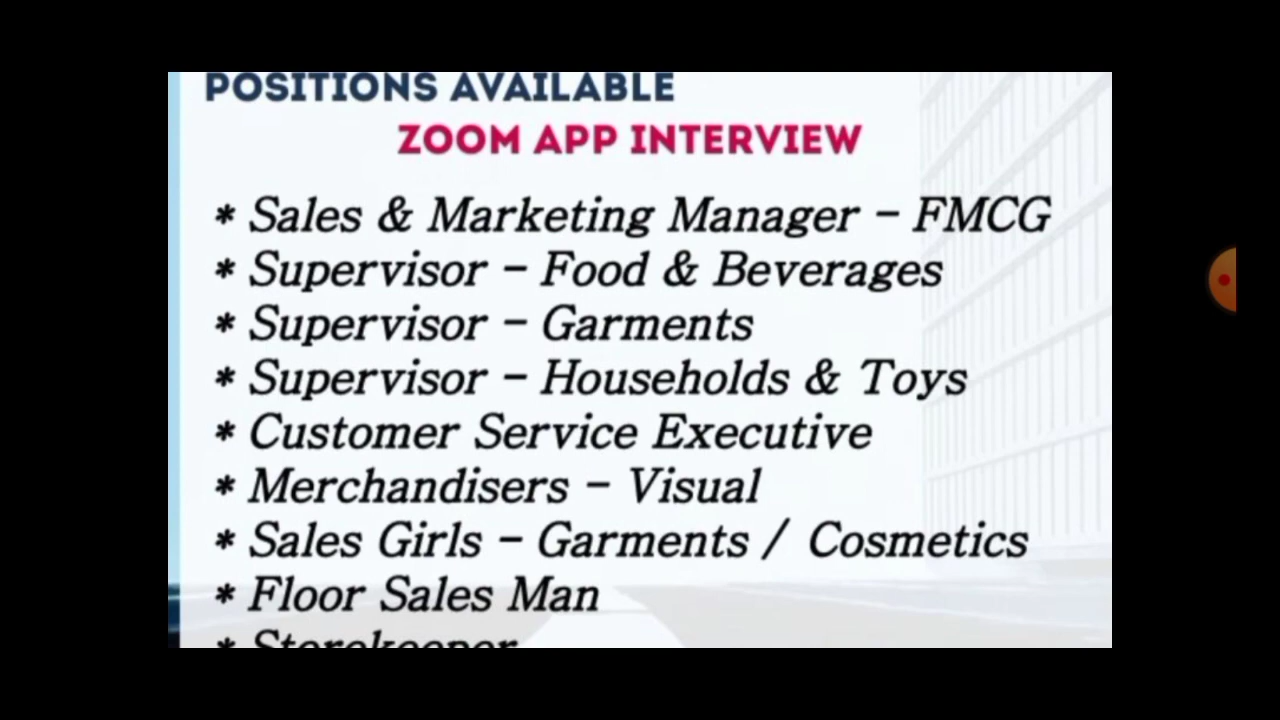 POSITIONS AVAILABLE
ZOOM APP INTERVIEW
* Sales & Marketing Manager - FMCG
* Supervisor - Food & Beverages
* Supervisor - Garments
* Supervisor - Households & Toys
* Customer Service Executive
* Merchandisers - Visual
* Sales Girls - Garments / Cosmetics
* Floor Sales Man
* Storekeeper